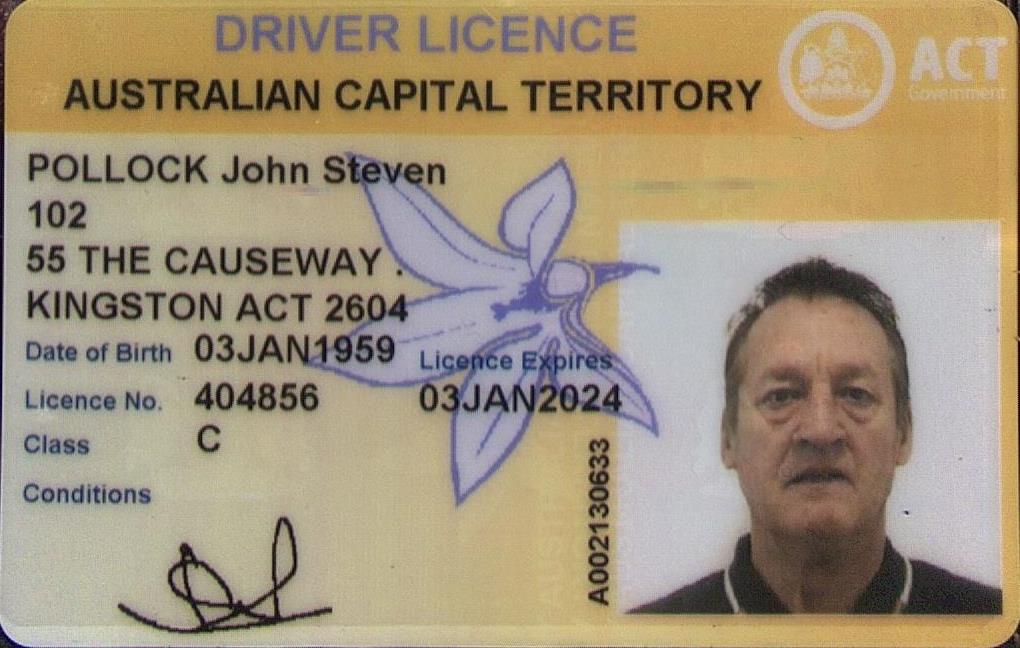 DRIVER LICENCE
AUSTRALIAN CAPITAL TERRITORY
ACT
Government
POLLOCK John Steven
102
55 THE CAUSEWAY .
KINGSTON ACT 2604
Date of Birth 03JAN1959
Licence Expires
Licence No. 404856
03JAN2024
Class C
Conditions
A002130633